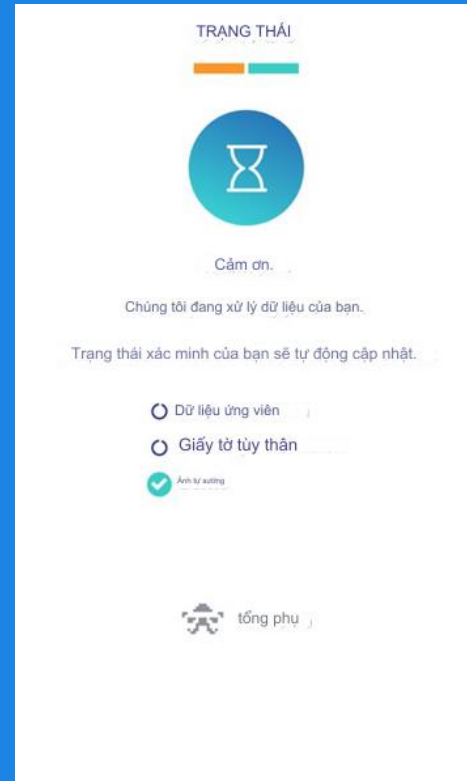 TRẠNG THÁI
Cảm ơn.
Chúng tôi đang xử lý dữ liệu của bạn.
Trạng thái xác minh của bạn sẽ tự động cập nhật.
Dữ liệu ứng viên
Giấy tờ tùy thân
Ảnh tự sướng
tổng phụ